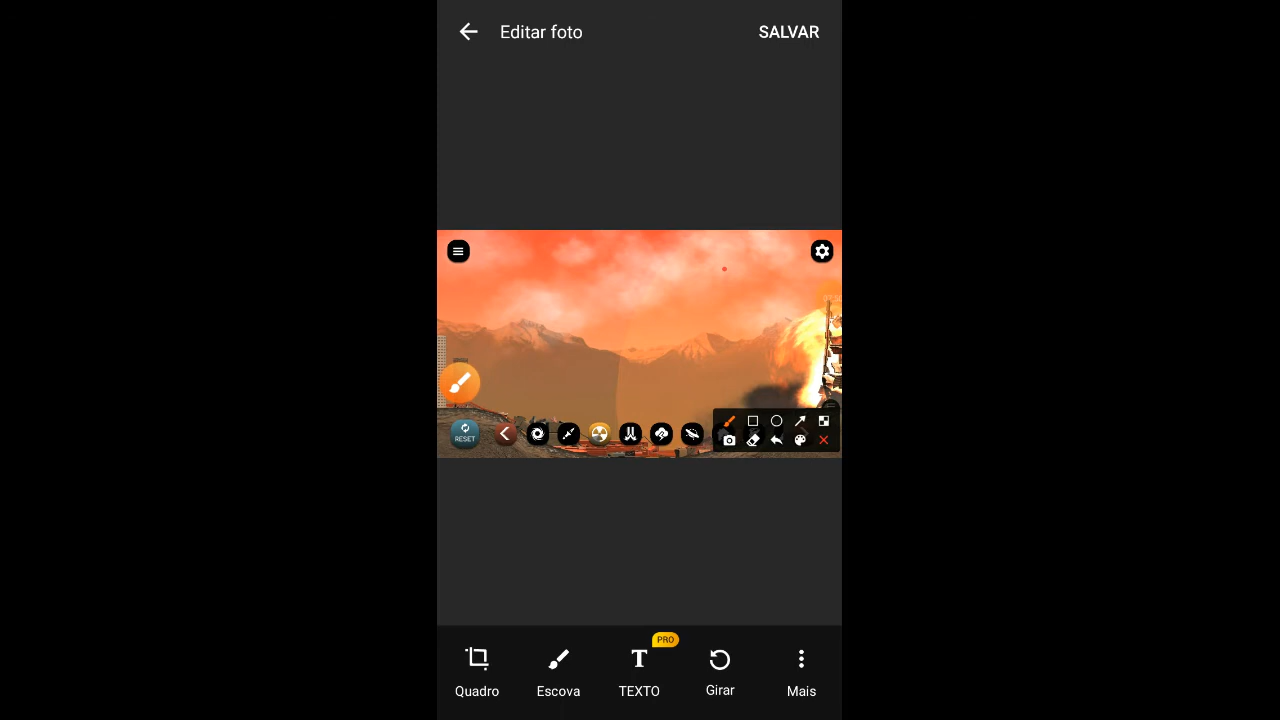 Editar foto
SALVAR
RESET
PRO
Quadro
Escova
TEXTO
Girar
Mais